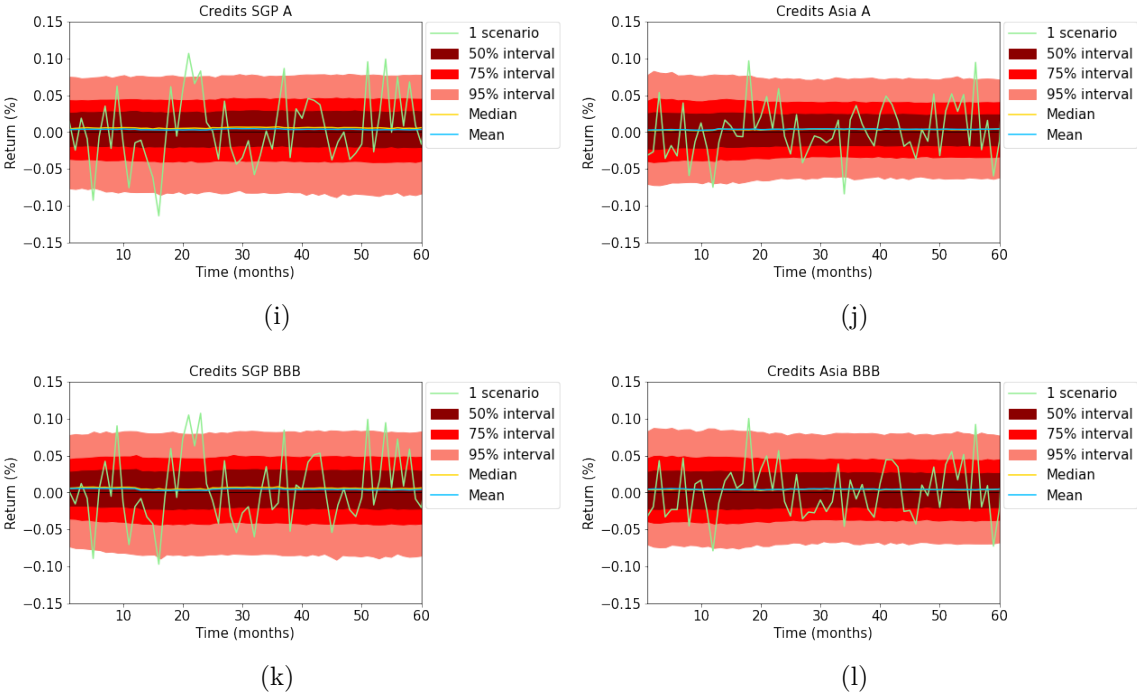 Credits SGP A
0.15
0.10
0.05
0.00
−0.05
−0.10
−0.15
Return (%)
10 20 30 40 50 60
Time (months)
1 scenario
50% interval
75% interval
95% interval
Median
Mean
(i)
Credits Asia A
0.15
0.10
0.05
0.00
−0.05
−0.10
−0.15
Return (%)
10 20 30 40 50 60
Time (months)
1 scenario
50% interval
75% interval
95% interval
Median
Mean
(j)
Credits SGP BBB
0.15
0.10
0.05
0.00
−0.05
−0.10
−0.15
Return (%)
10 20 30 40 50 60
Time (months)
1 scenario
50% interval
75% interval
95% interval
Median
Mean
(k)
Credits Asia BBB
0.15
0.10
0.05
0.00
−0.05
−0.10
−0.15
Return (%)
10 20 30 40 50 60
Time (months)
1 scenario
50% interval
75% interval
95% interval
Median
Mean
(l)